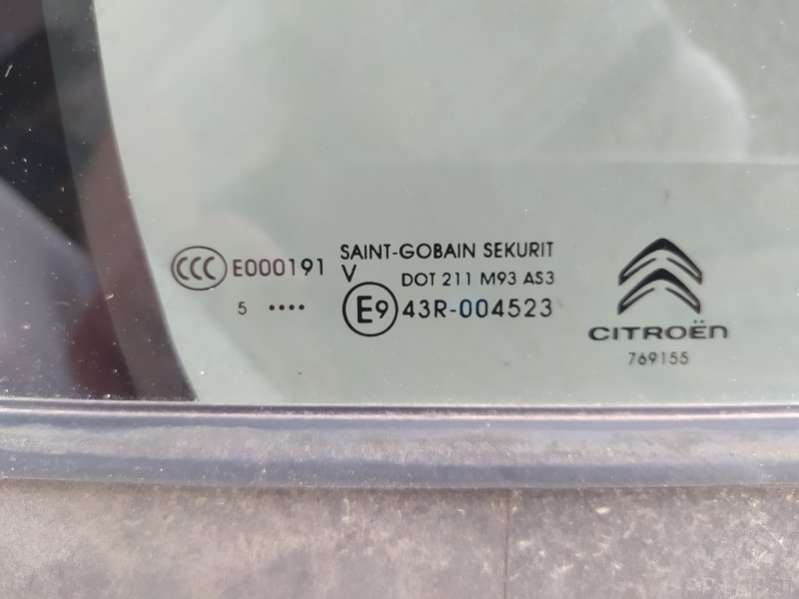 CCC E000191
5 ....
SAINT-GOBAIN SEKURIT
V DOT 211 M93 AS3
E9 43R-004523
CITROËN
769155